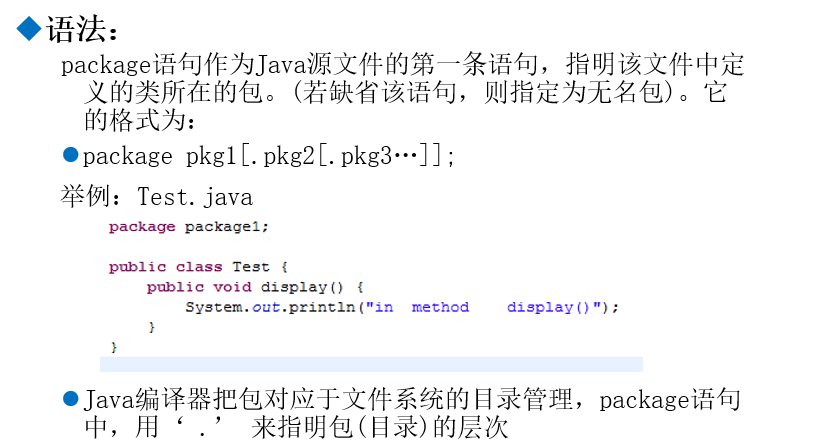 ◆语法：
package语句作为Java源文件的第一条语句，指明该文件中定
义的类所在的包。(若缺省该语句，则指定为无名包)。它
的格式为：
●package pkg1[.pkg2[.pkg3…]];
举例：Test.java
package package1;
public class Test {
public void display() {
System.out.println("in  method    display()");
}
}
●Java编译器把包对应于文件系统的目录管理，package语句
中，用‘ .’ 来指明包(目录)的层次